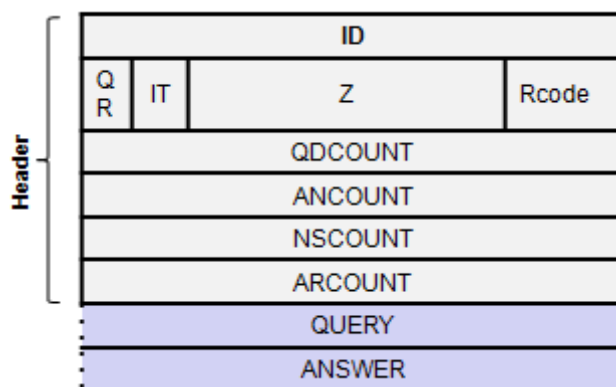 Header
ID
Q
R
IT
Z
Rcode
QDCOUNT
ANCOUNT
NSCOUNT
ARCOUNT
QUERY
ANSWER